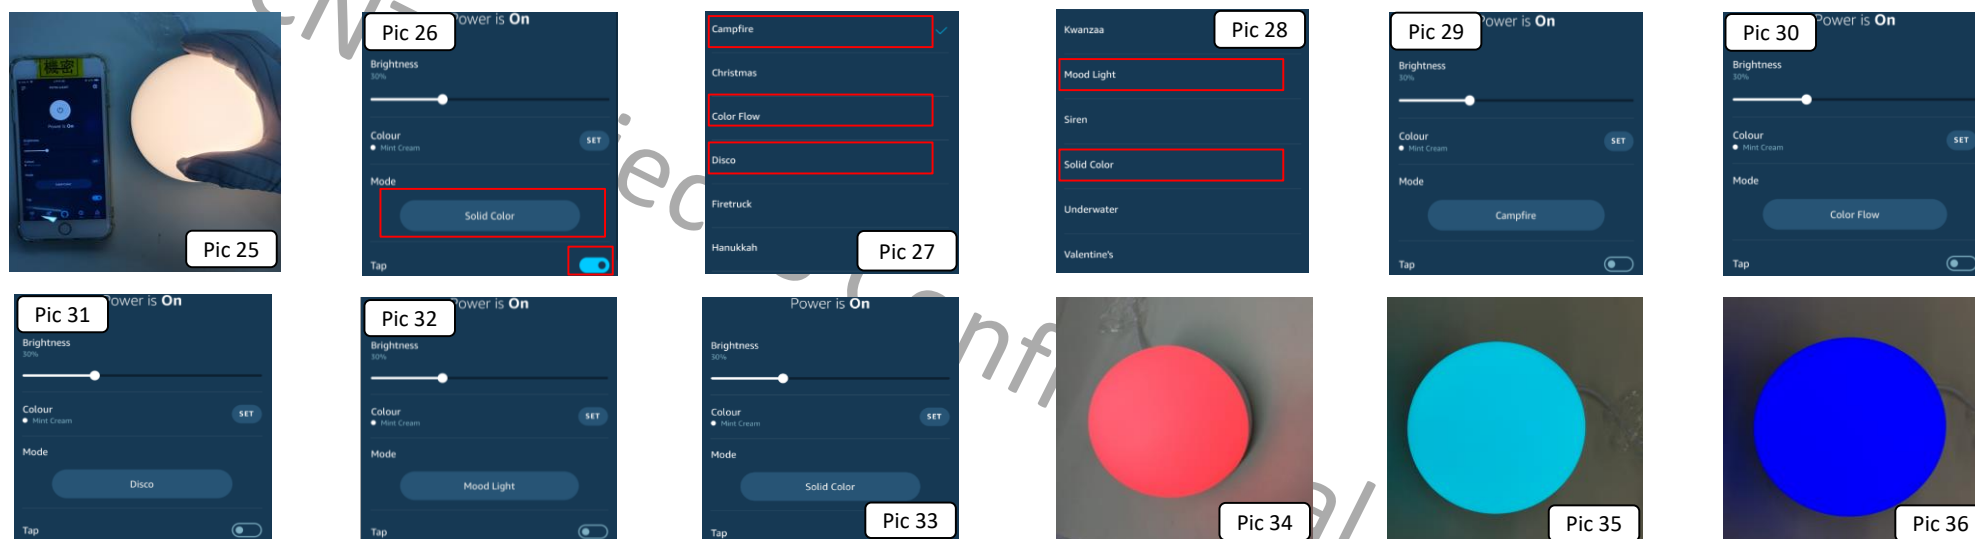 Pic 25
機密
Power is On
Pic 26
Power is On
Brightness
30%
Colour
Mint Cream
SET
Mode
Solid Color
Tap
Campfire
Christmas
Color Flow
Disco
Firetruck
Hanukkah
Pic 27
Kwanzaa
Pic 28
Mood Light
Siren
Solid Color
Underwater
Valentine's
Pic 29
Power is On
Brightness
30%
Colour
Mint Cream
SET
Mode
Campfire
Tap
Pic 30
Power is On
Brightness
30%
Colour
Mint Cream
SET
Mode
Color Flow
Tap
Pic 31
Power is On
Brightness
30%
Colour
Mint Cream
SET
Mode
Disco
Tap
Pic 32
Power is On
Brightness
30%
Colour
Mint Cream
SET
Mode
Mood Light
Tap
Power is On
Brightness
30%
Colour
Mint Cream
SET
Mode
Solid Color
Pic 33
Tap
Pic 34
Pic 35
Pic 36